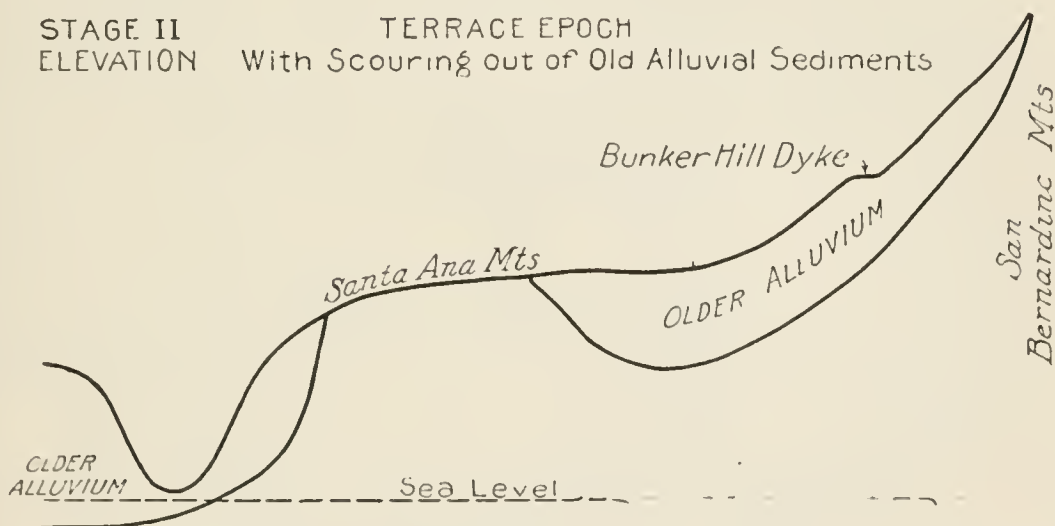 STAGE II
ELEVATION
TERRACE EPOCH
With Scouring out of Old Alluvial Sediments
Bunker Hill Dyke
San
Bernardino Mts
OLDER ALLUVIUM
Santa Ana Mts
OLDER
ALLUVIUM
Sea Level